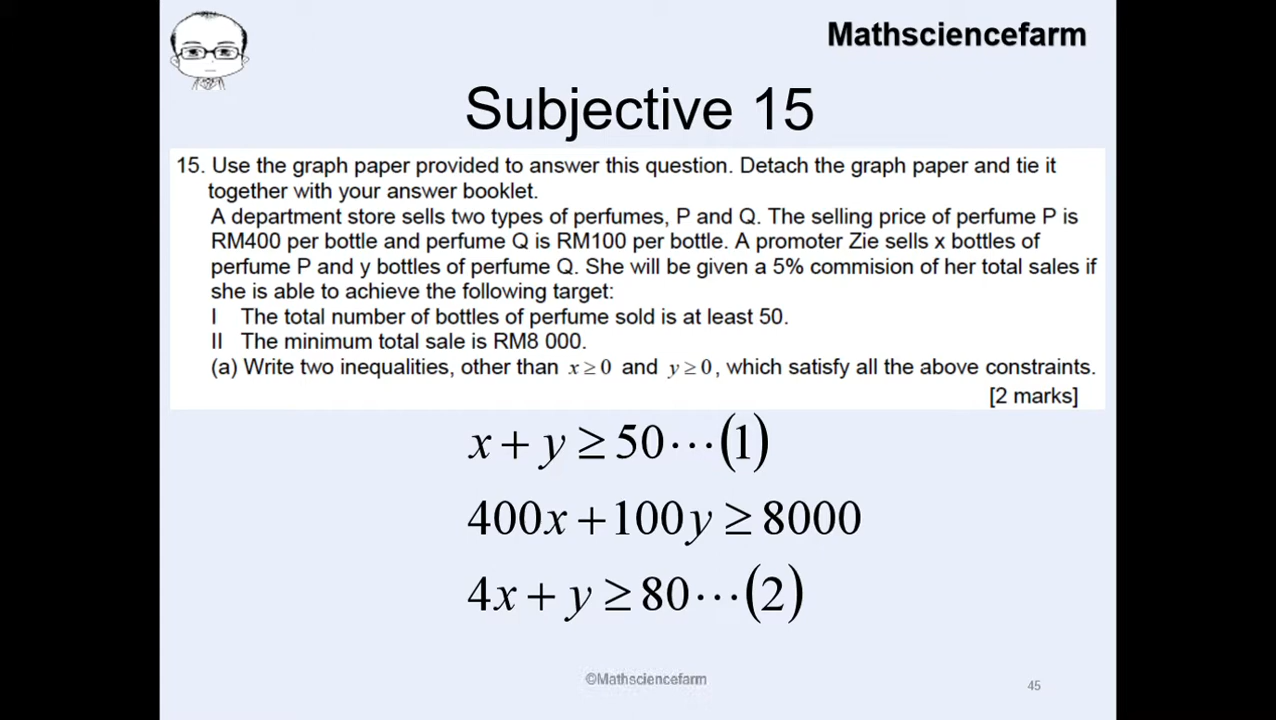 Mathsciencefarm
Subjective 15
15. Use the graph paper provided to answer this question. Detach the graph paper and tie it
together with your answer booklet.
A department store sells two types of perfumes, P and Q. The selling price of perfume P is
RM400 per bottle and perfume Q is RM100 per bottle. A promoter Zie sells x bottles of
perfume P and y bottles of perfume Q. She will be given a 5% commision of her total sales if
she is able to achieve the following target:
I The total number of bottles of perfume sold is at least 50.
II The minimum total sale is RM8 000.
(a) Write two inequalities, other than x ≥ 0 and y ≥ 0, which satisfy all the above constraints.
[2 marks]
x + y ≥ 50⋯(1)
400x + 100y ≥ 8000
4x + y ≥ 80⋯(2)
©Mathsciencefarm
45